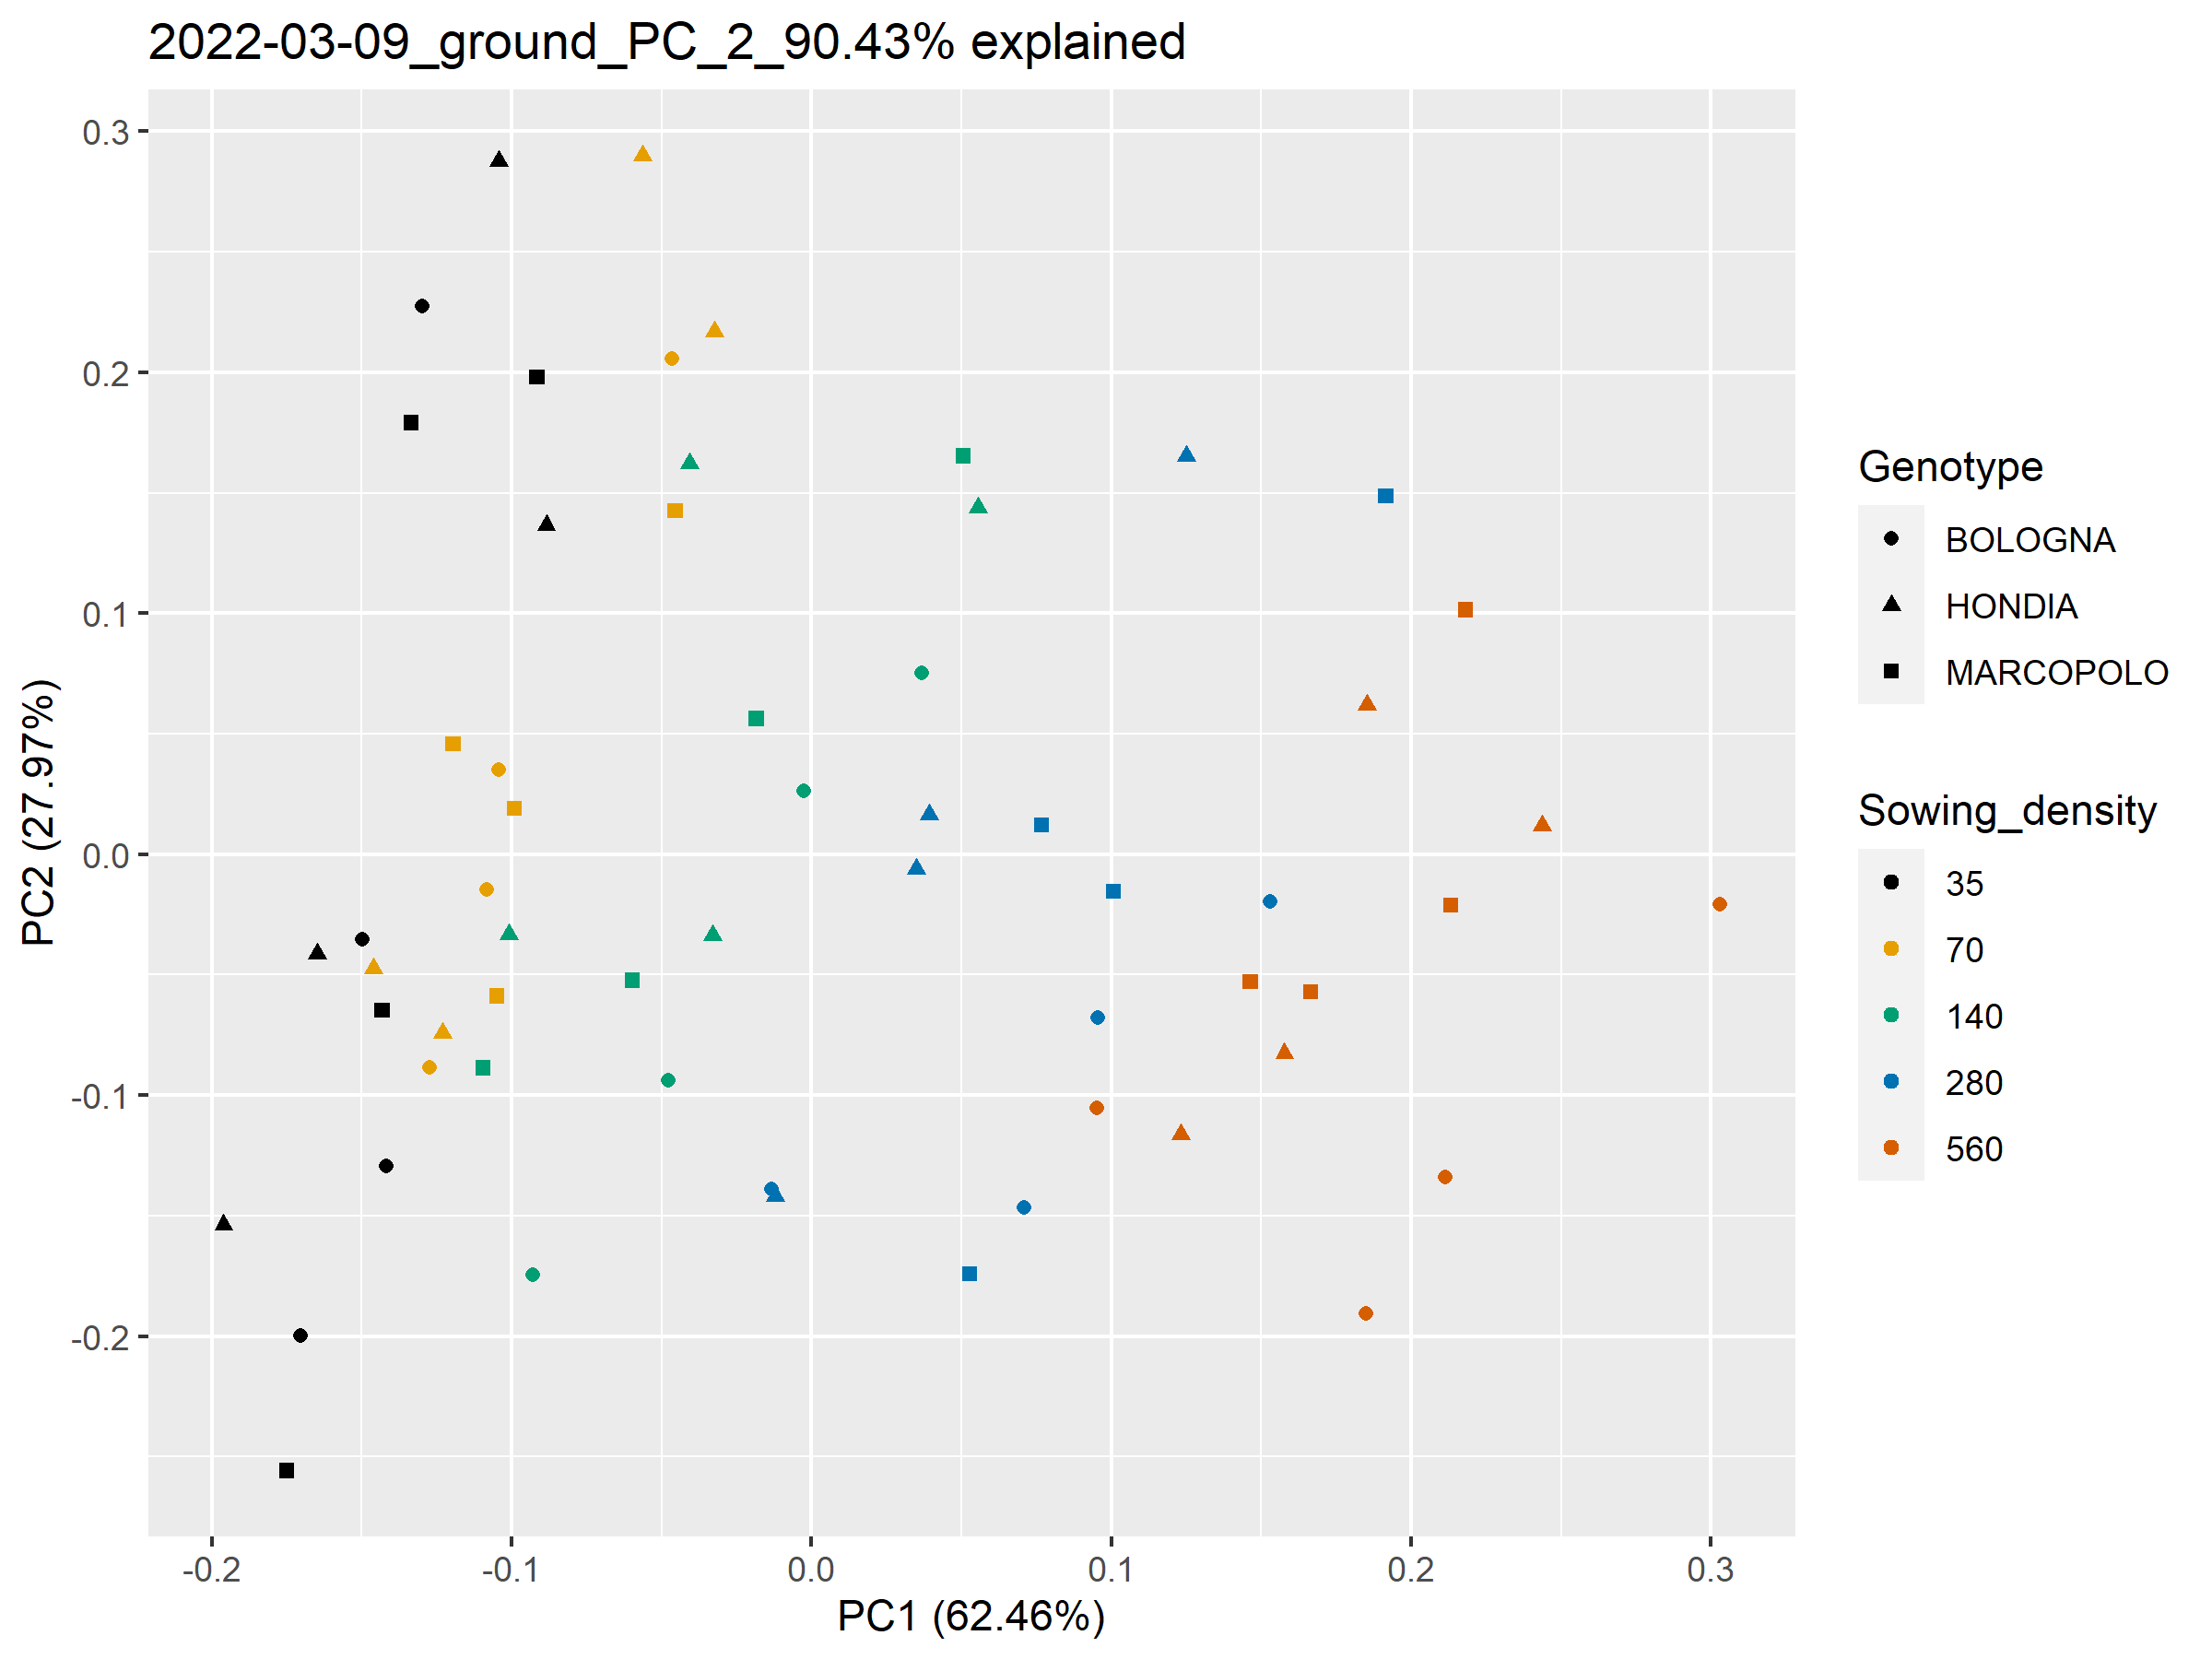 2022-03-09_ground_PC_2_90.43% explained
0.3
0.2
0.1
0.0
-0.1
-0.2
PC2 (27.97%)
-0.2
-0.1
0.0
0.1
0.2
0.3
PC1 (62.46%)
Genotype
BOLOGNA
HONDIA
MARCOPOLO
Sowing_density
35
70
140
280
560